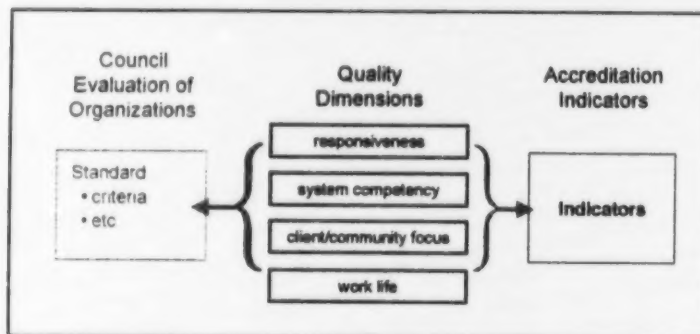 Council
Evaluation of
Organizations
Standard
• criteria
• etc
Quality
Dimensions
responsiveness
system competency
client/community focus
work life
Accreditation
Indicators
Indicators